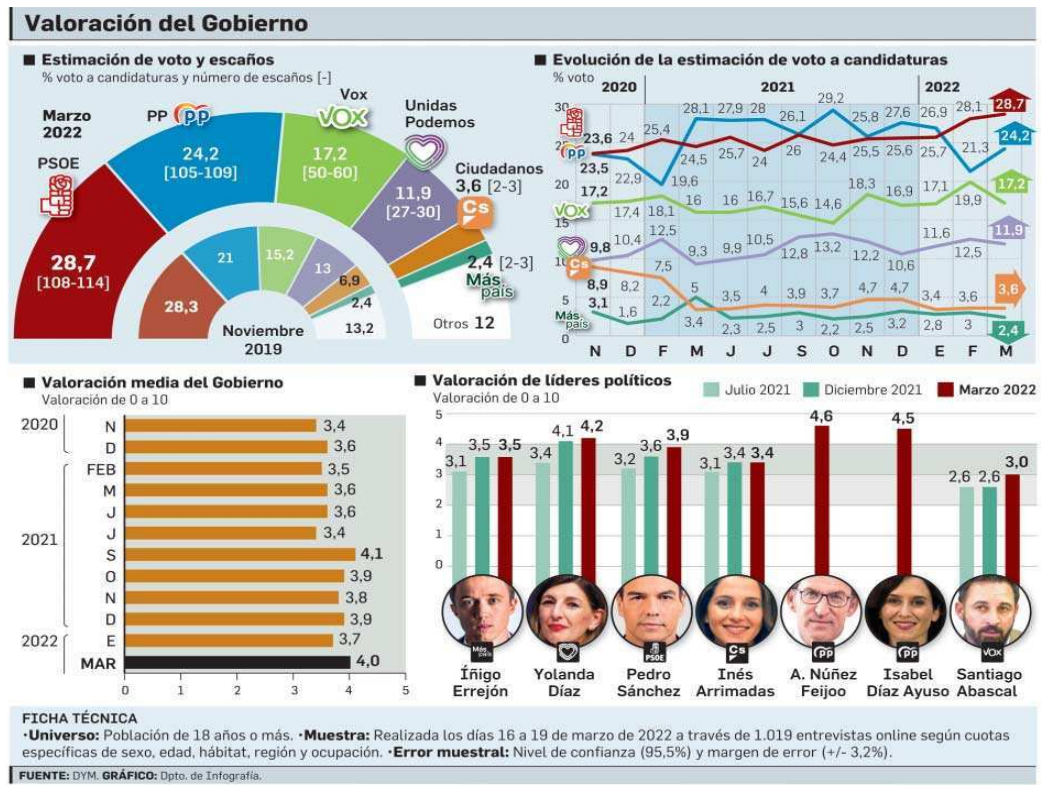 Valoración del Gobierno
■ Estimación de voto y escaños
% voto a candidaturas y número de escaños [-]
Marzo
2022
PSOE
28,7
[108-114]
PP
pp
24,2
[105-109]
Vox
VOX
17,2
[50-60]
Unidas
Podemos
11,9
[27-30]
Ciudadanos
3,6 [2-3]
Cs
2,4 [2-3]
Más
país
Otros 12
28,3
21
15,2
13
6,9
2,4
13,2
Noviembre
2019
■ Evolución de la estimación de voto a candidaturas
% voto
2020
2021
2022
30
25
20
15
10
5
0
pp
VOX
Cs
Más
país
23,6 24 25,4 28,1 27,9 28 26,1 29,2 25,8 27,6 26,9 28,1 28,7
23,5 22,9 19,6 24,5 25,7 24 26 24,4 25,5 25,6 25,7 21,3 24,2
17,2 17,4 18,1 16 16 16,7 15,6 14,6 18,3 16,9 17,1 19,9 17,2
9,8 10,4 12,5 9,3 9,9 10,5 12,8 13,2 12,2 10,6 11,6 12,5 11,9
8,9 8,2 7,5 5 3,5 4 3,9 3,7 4,7 4,7 3,4 3,6 3,6
3,1 1,6 2,2 3,4 2,3 2,5 3 2,2 2,5 3,2 2,8 3 2,4
N D F M J J S O N D E F M
■ Valoración media del Gobierno
Valoración de 0 a 10
2020
N 3,4
D 3,6
2021
FEB 3,5
M 3,6
J 3,6
J 3,4
S 4,1
O 3,9
N 3,8
D 3,9
2022
E 3,7
MAR 4,0
0 1 2 3 4 5
■ Valoración de líderes políticos
Valoración de 0 a 10
Julio 2021 Diciembre 2021 Marzo 2022
5
4
3
2
1
0
3,1 3,5 3,5
3,4 4,1 4,2
3,2 3,6 3,9
3,1 3,4 3,4
4,6
4,5
2,6 2,6 3,0
Más
país
PSOE
Cs
pp
pp
VOX
Íñigo
Errejón
Yolanda
Díaz
Pedro
Sánchez
Inés
Arrimadas
A. Núñez
Feijoo
Isabel
Díaz Ayuso
Santiago
Abascal
FICHA TÉCNICA
•Universo: Población de 18 años o más. •Muestra: Realizada los días 16 a 19 de marzo de 2022 a través de 1.019 entrevistas online según cuotas
específicas de sexo, edad, hábitat, región y ocupación. •Error muestral: Nivel de confianza (95,5%) y margen de error (+/- 3,2%).
FUENTE: DYM. GRÁFICO: Dpto. de Infografía.